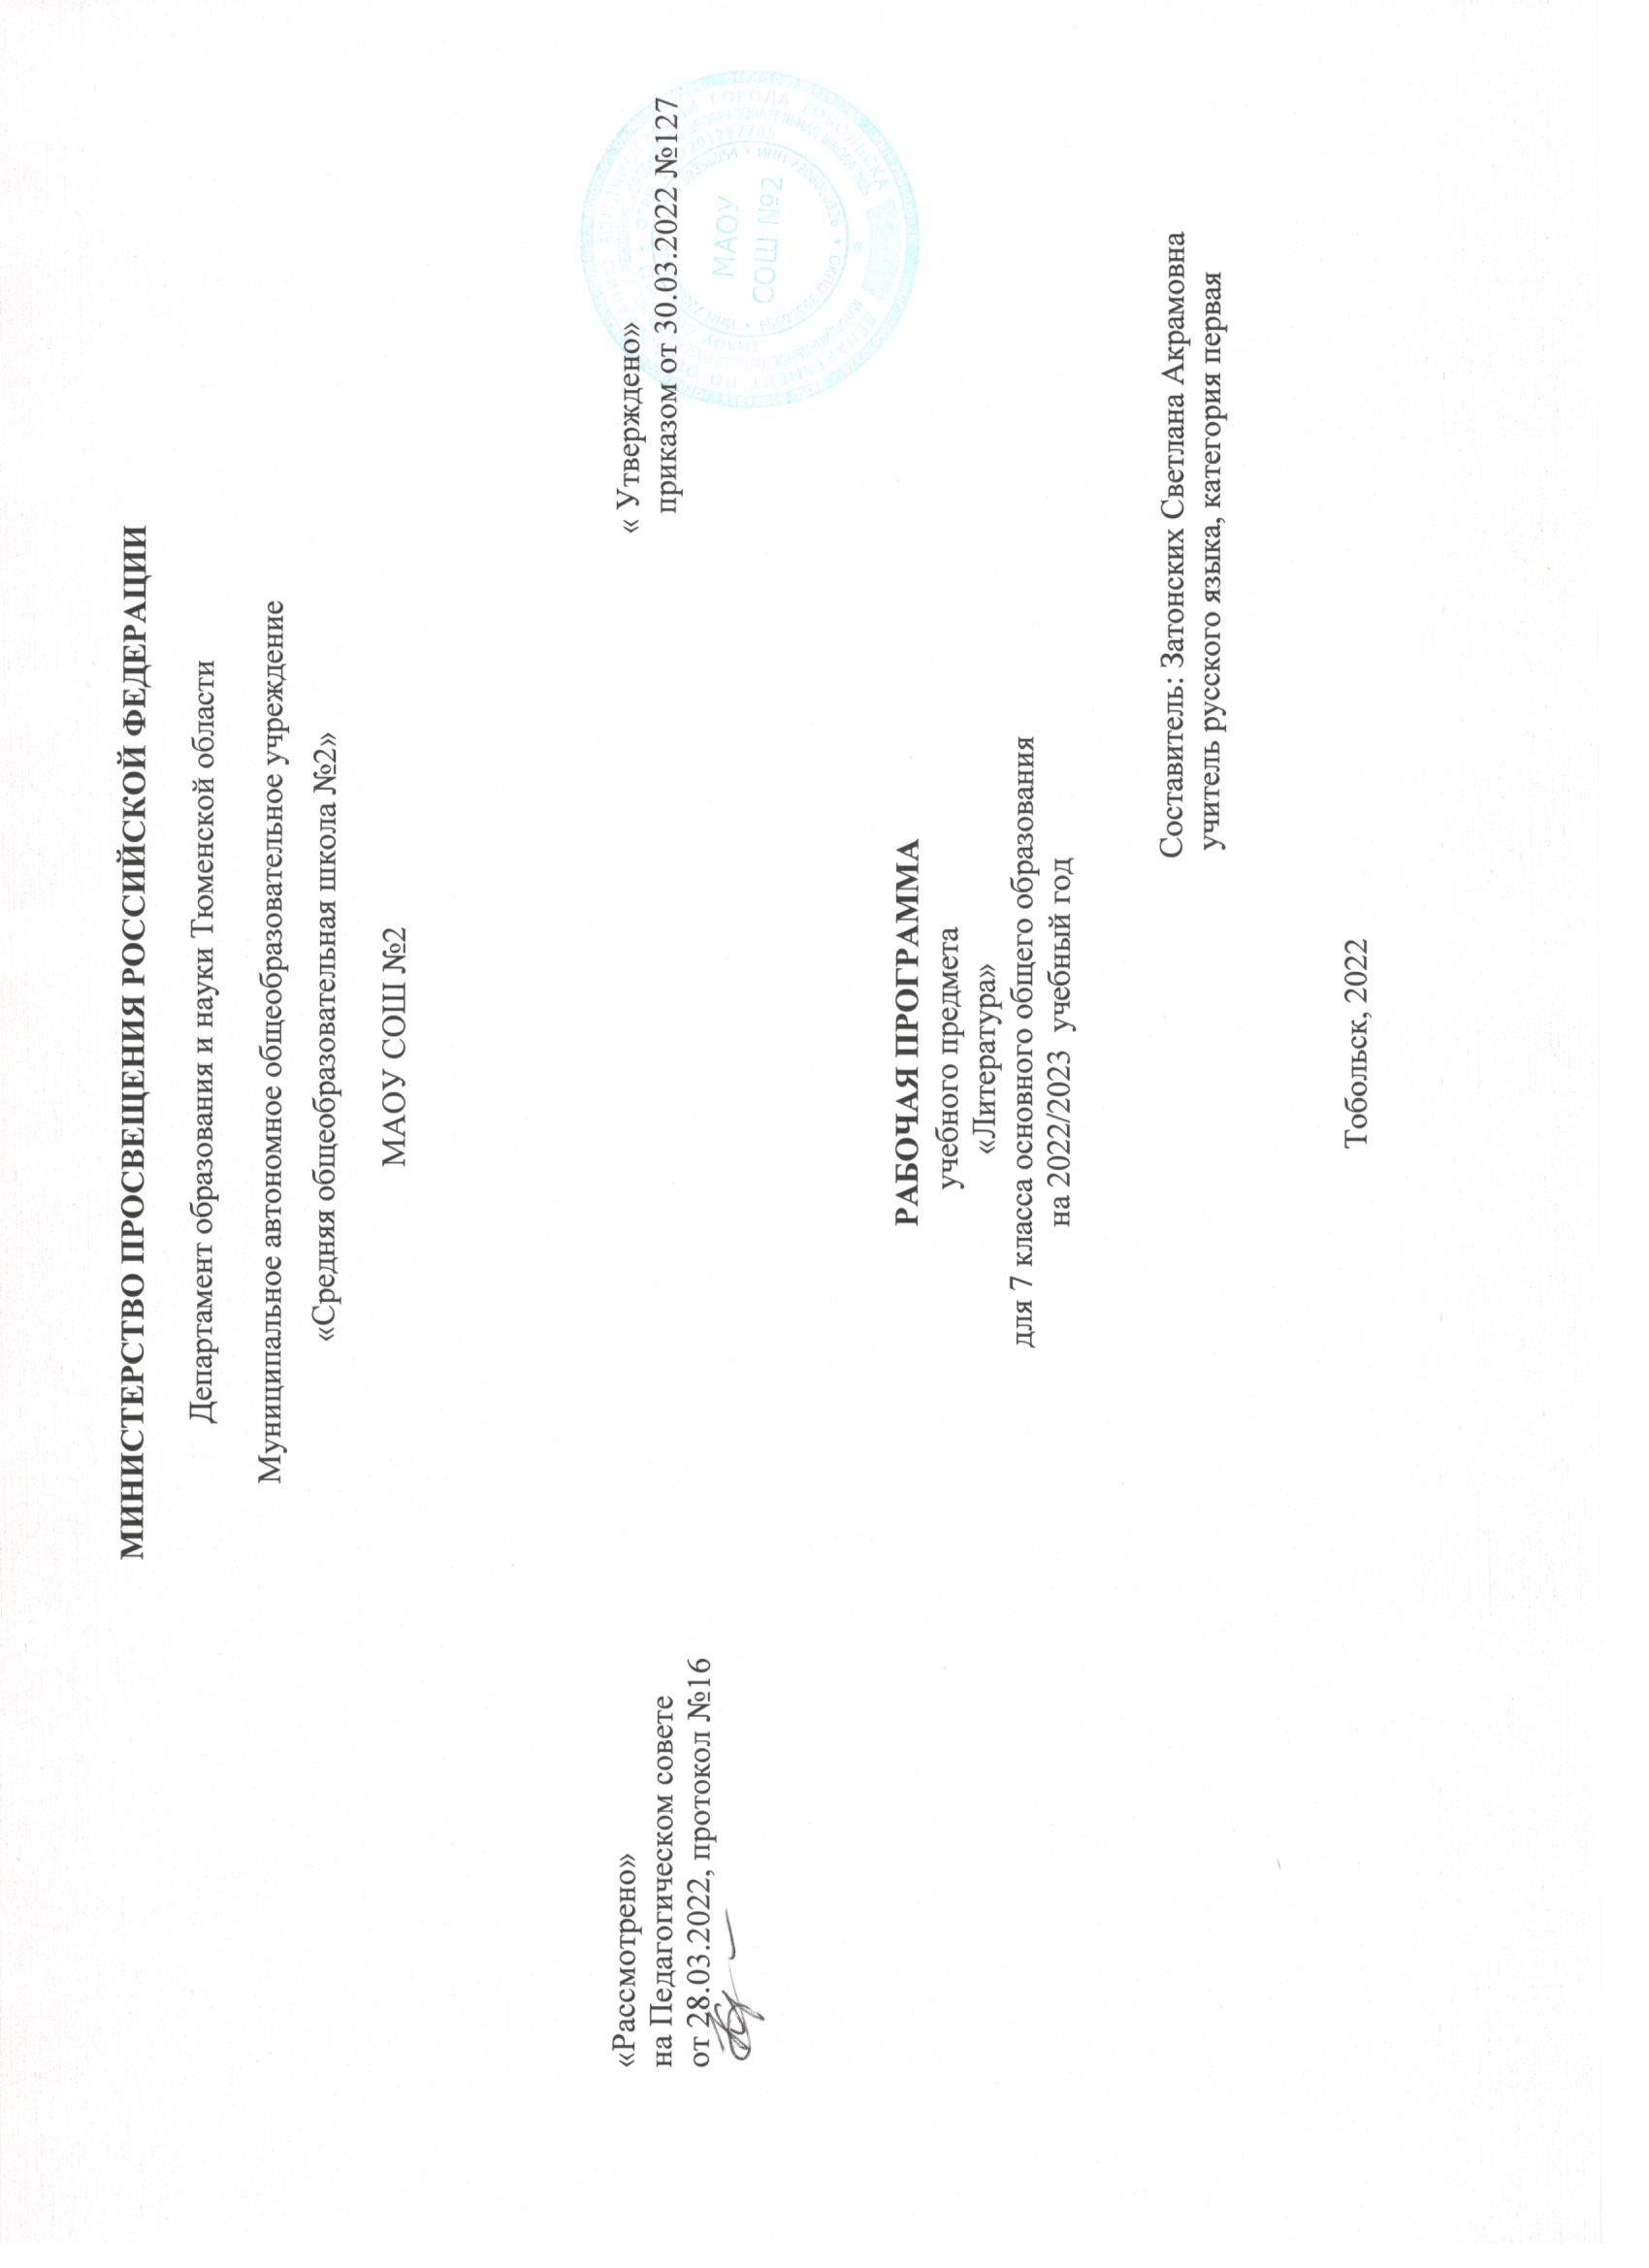 МИНИСТЕРСТВО ПРОСВЕЩЕНИЯ РОССИЙСКОЙ ФЕДЕРАЦИИ
Департамент образования и науки Тюменской области
Муниципальное автономное общеобразовательное учреждение
«Средняя общеобразовательная школа №2»
МАОУ СОШ №2
«Рассмотрено»
на Педагогическом совете
от 28.03.2022, протокол №16
« Утверждено»
приказом от 30.03.2022 №127
МАОУ
СОШ №2
РАБОЧАЯ ПРОГРАММА
учебного предмета
«Литература»
для 7 класса основного общего образования
на 2022/2023 учебный год
Составитель: Затонских Светлана Акрамовна
учитель русского языка, категория первая
Тобольск, 2022